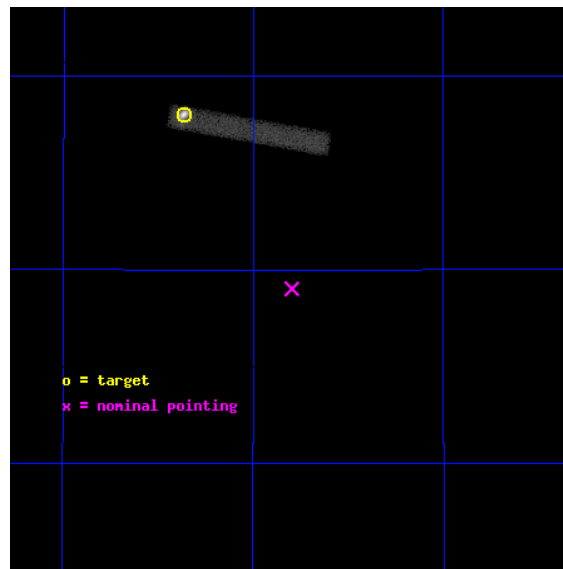 o = target
x = nominal pointing